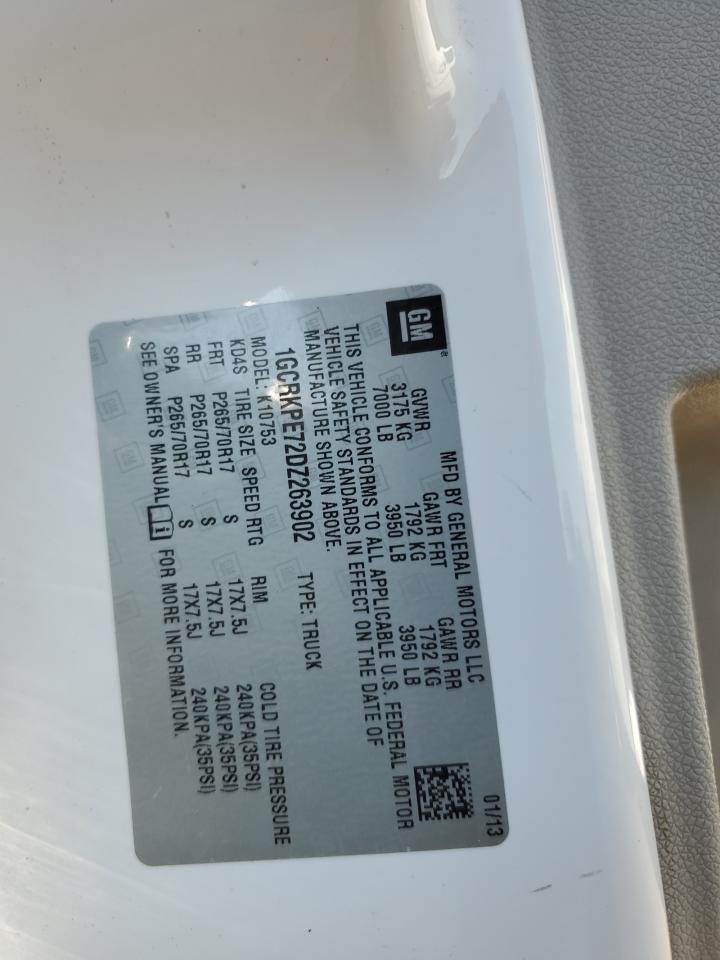 GM ®
MFD BY GENERAL MOTORS LLC 01/13
GVWR GAWR FRT GAWR RR
3175 KG 1792 KG 1792 KG
7000 LB 3950 LB 3950 LB
THIS VEHICLE CONFORMS TO ALL APPLICABLE U.S. FEDERAL MOTOR
VEHICLE SAFETY STANDARDS IN EFFECT ON THE DATE OF
MANUFACTURE SHOWN ABOVE.
1GCRKPE72DZ263902 TYPE: TRUCK
MODEL: K10753
KD4S TIRE SIZE SPEED RTG RIM COLD TIRE PRESSURE
FRT P265/70R17 S 17X7.5J 240KPA(35PSI)
RR P265/70R17 S 17X7.5J 240KPA(35PSI)
SPA P265/70R17 S 17X7.5J 240KPA(35PSI)
SEE OWNER'S MANUAL i FOR MORE INFORMATION.